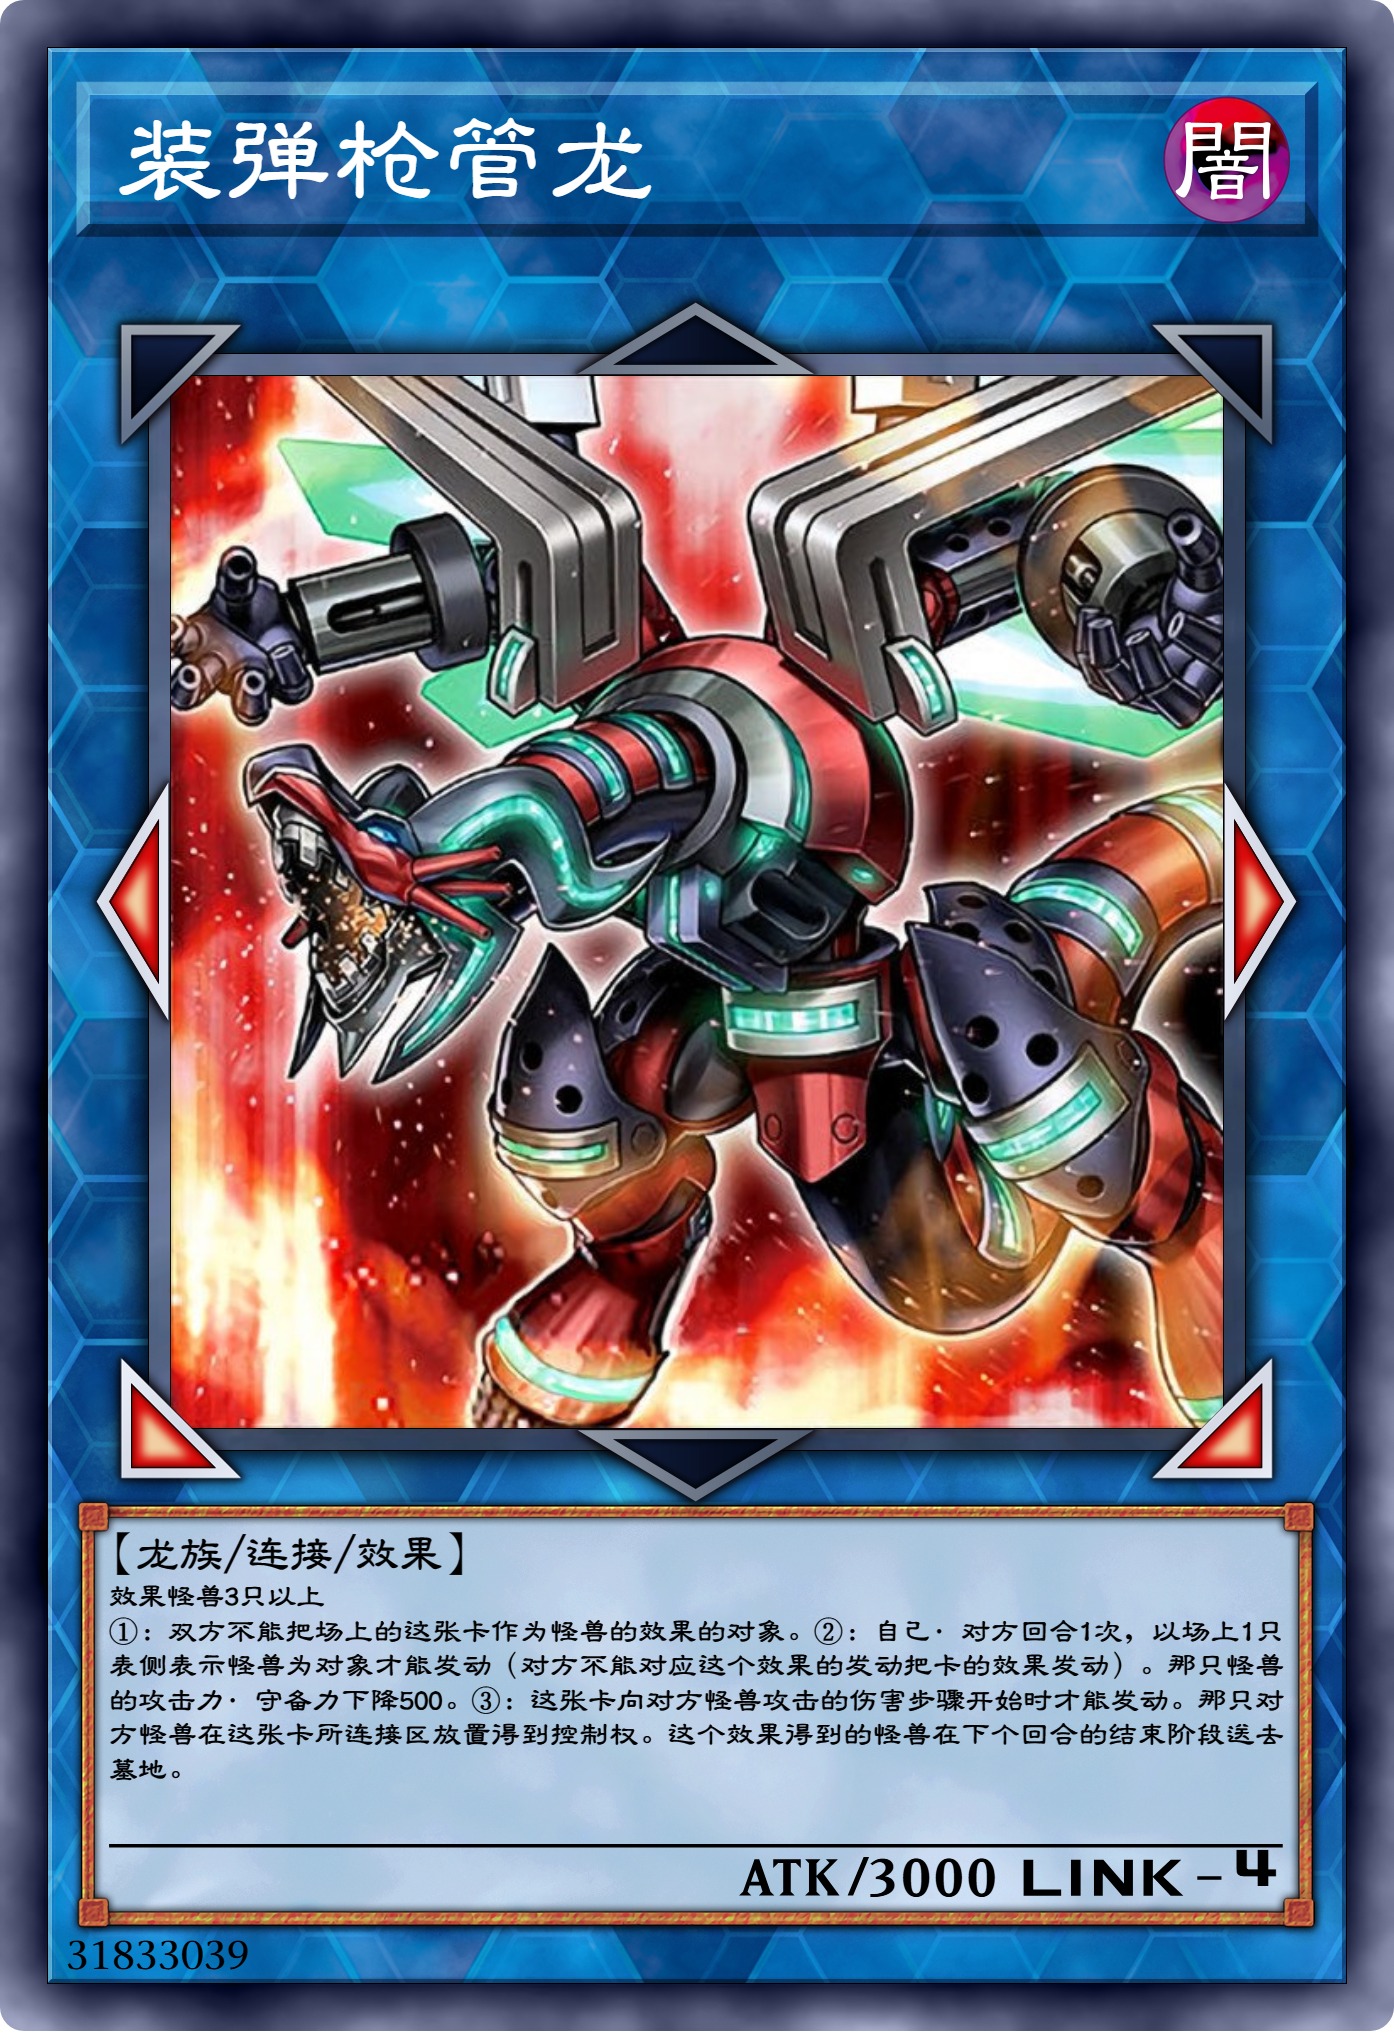 装弹枪管龙
闇
【龙族/连接/效果】
效果怪兽3只以上
①：双方不能把场上的这张卡作为怪兽的效果的对象。②：自己·对方回合1次，以场上1只
表侧表示怪兽为对象才能发动（对方不能对应这个效果的发动把卡的效果发动）。那只怪兽
的攻击力·守备力下降500。③：这张卡向对方怪兽攻击的伤害步骤开始时才能发动。那只对
方怪兽在这张卡所连接区放置得到控制权。这个效果得到的怪兽在下个回合的结束阶段送去
墓地。
ATK/3000 LINK-4
31833039